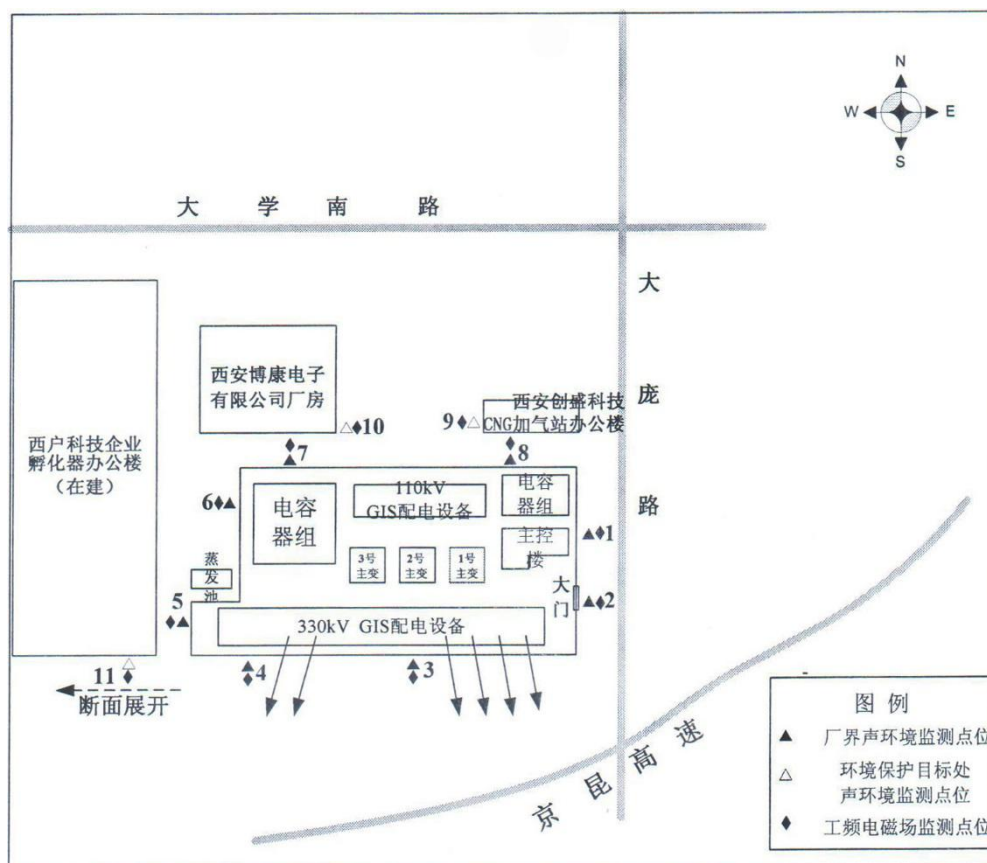 N
W
E
S
大学南路
大庞路
西安博康电子
有限公司厂房
西安创盛科技
CNG加气站办公楼
西户科技企业
孵化器办公楼
（在建）
9
10
7
8
6
电容
器组
110kV
GIS配电设备
电容
器组
主控
楼
1
3号
主变
2号
主变
1号
主变
蒸
发
池
大
门
2
5
330kV GIS配电设备
4
3
11
断面展开
京昆高速
图 例
厂界声环境监测点位
环境保护目标处
声环境监测点位
工频电磁场监测点位